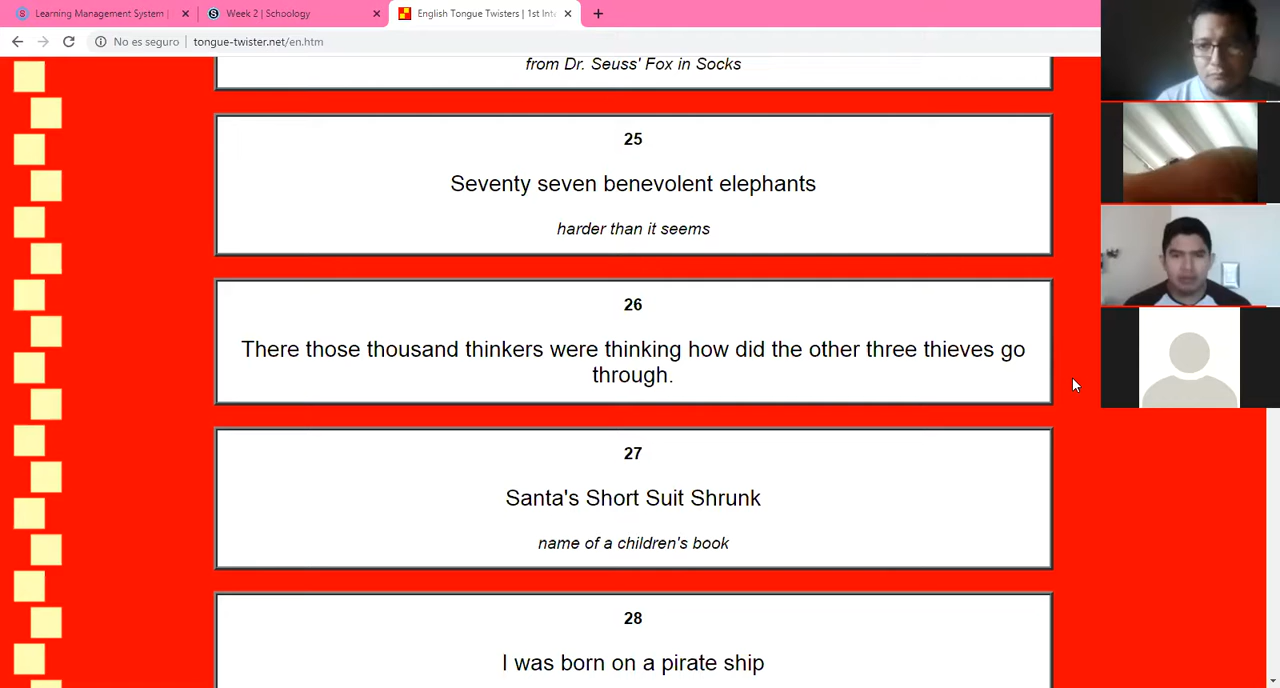 Learning Management System |
Week 2 | Schoology
English Tongue Twisters | 1st Inte
No es seguro | tongue-twister.net/en.htm
from Dr. Seuss' Fox in Socks
25
Seventy seven benevolent elephants
harder than it seems
26
There those thousand thinkers were thinking how did the other three thieves go
through.
27
Santa's Short Suit Shrunk
name of a children's book
28
I was born on a pirate ship